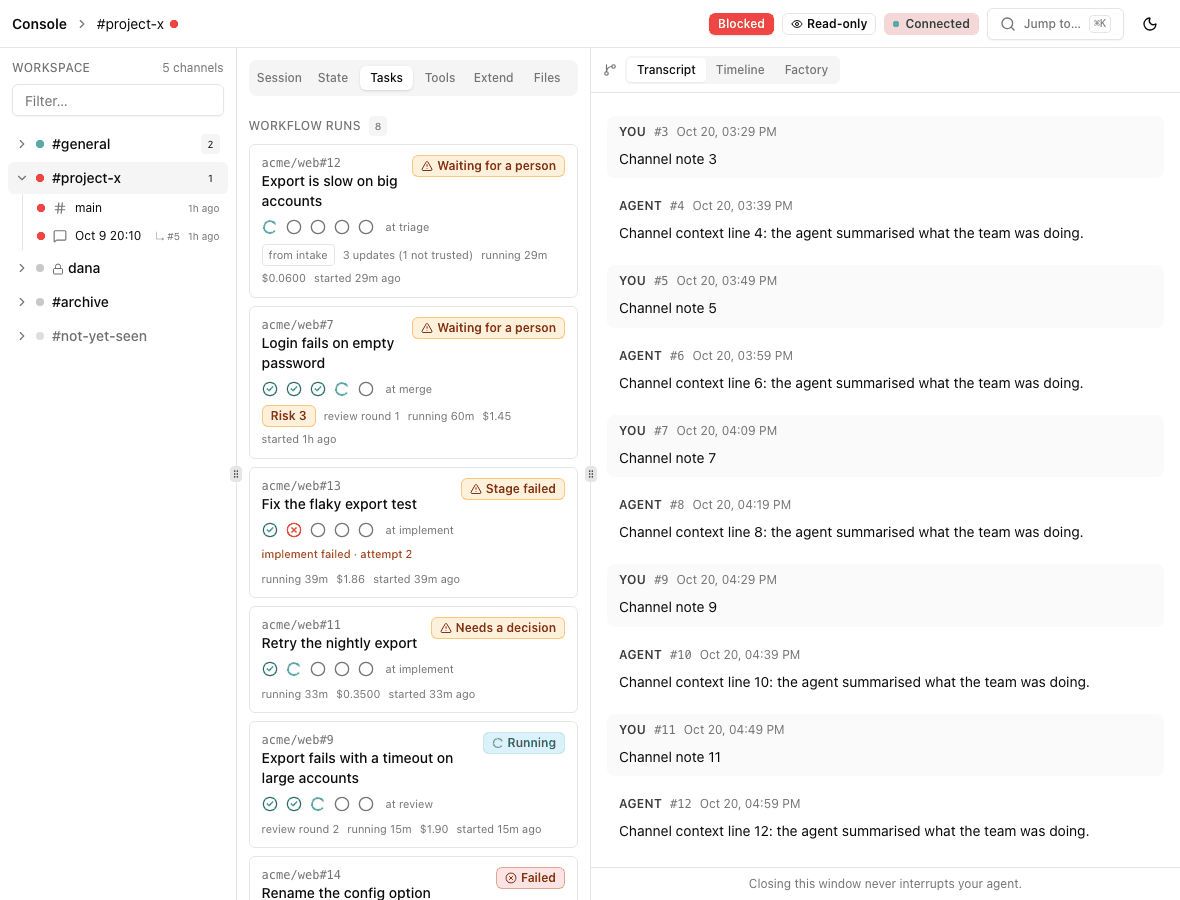 Console > #project-x
Blocked
Read-only
Connected
Jump to... ⌘K
WORKSPACE 5 channels
Filter...
#general 2
#project-x 1
main 1h ago
Oct 9 20:10 #5 1h ago
dana
#archive
#not-yet-seen
Session State Tasks Tools Extend Files
WORKFLOW RUNS 8
acme/web#12
Waiting for a person
Export is slow on big
accounts
at triage
from intake 3 updates (1 not trusted) running 29m
$0.0600 started 29m ago
acme/web#7
Waiting for a person
Login fails on empty
password
at merge
Risk 3 review round 1 running 60m $1.45
started 1h ago
acme/web#13
Stage failed
Fix the flaky export test
at implement
implement failed · attempt 2
running 39m $1.86 started 39m ago
acme/web#11
Needs a decision
Retry the nightly export
at implement
running 33m $0.3500 started 33m ago
acme/web#9
Running
Export fails with a timeout on
large accounts
at review
review round 2 running 15m $1.90 started 15m ago
acme/web#14
Failed
Rename the config option
Transcript Timeline Factory
YOU #3 Oct 20, 03:29 PM
Channel note 3
AGENT #4 Oct 20, 03:39 PM
Channel context line 4: the agent summarised what the team was doing.
YOU #5 Oct 20, 03:49 PM
Channel note 5
AGENT #6 Oct 20, 03:59 PM
Channel context line 6: the agent summarised what the team was doing.
YOU #7 Oct 20, 04:09 PM
Channel note 7
AGENT #8 Oct 20, 04:19 PM
Channel context line 8: the agent summarised what the team was doing.
YOU #9 Oct 20, 04:29 PM
Channel note 9
AGENT #10 Oct 20, 04:39 PM
Channel context line 10: the agent summarised what the team was doing.
YOU #11 Oct 20, 04:49 PM
Channel note 11
AGENT #12 Oct 20, 04:59 PM
Channel context line 12: the agent summarised what the team was doing.
Closing this window never interrupts your agent.